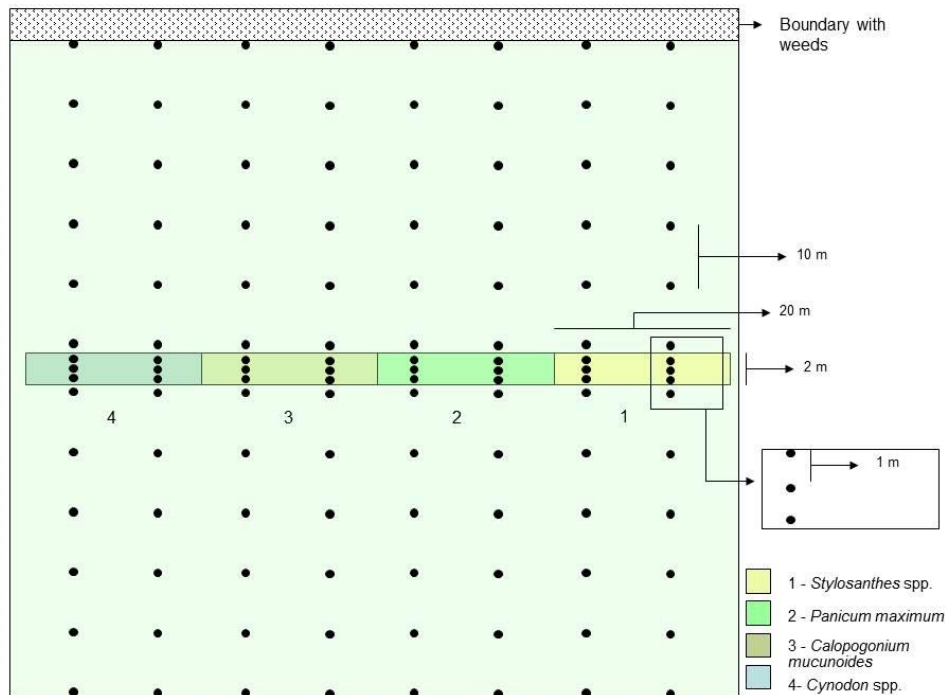 Boundary with
weeds
10 m
20 m
2 m
4 3 2 1
1 m
1 - Stylosanthes spp.
2 - Panicum maximum
3 - Calopogonium
mucunoides
4- Cynodon spp.